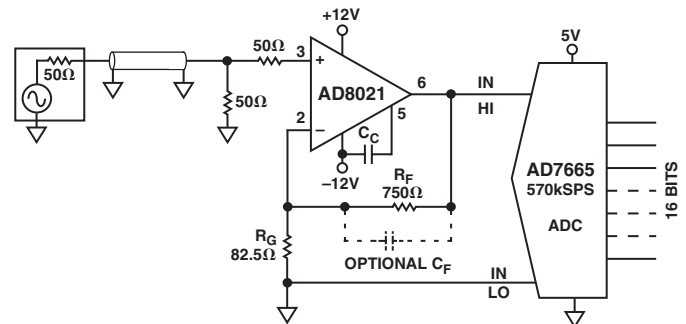 +12V
5V
50Ω
50Ω
50Ω
3
+
AD8021
6
IN
HI
2
–
5
C_C
–12V
R_F
750Ω
AD7665
570kSPS
ADC
16 BITS
R_G
82.5Ω
OPTIONAL C_F
IN
LO